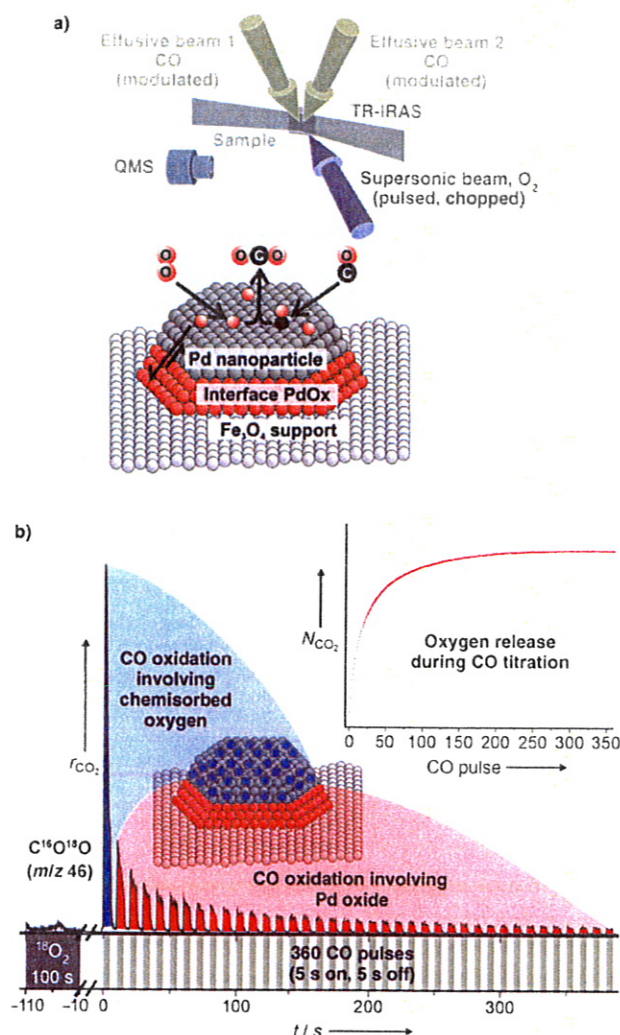 a)
Effusive beam 1
CO
(modulated)
Effusive beam 2
CO
(modulated)
TR-IRAS
Sample
QMS
Supersonic beam, O₂
(pulsed, chopped)
O
O
O C O
O
C
Pd nanoparticle
Interface PdOx
Fe₃O₄ support
b)
CO oxidation
involving
chemisorbed
oxygen
r_CO₂
N_CO₂
Oxygen release
during CO titration
0 50 100 150 200 250 300 350
CO pulse
C¹⁶O¹⁸O
(m/z 46)
CO oxidation involving
Pd oxide
¹⁸O₂
100 s
360 CO pulses
(5 s on, 5 s off)
−110 −10 0 100 200 300
t / s